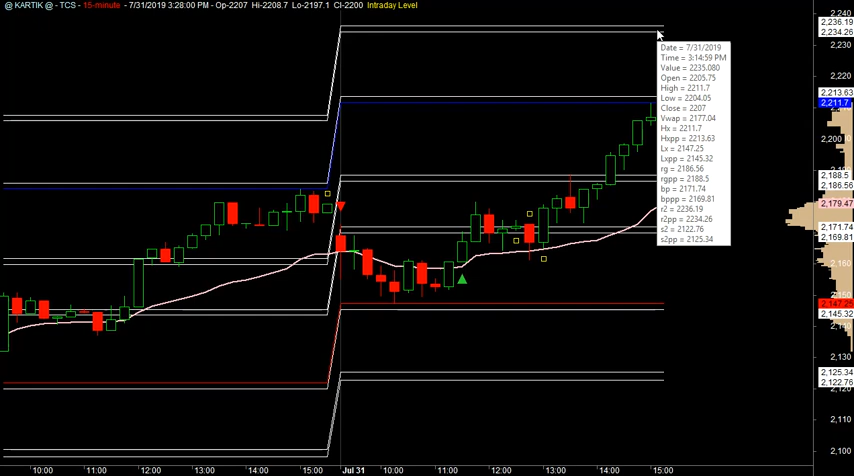 @ KARTIK @ - TCS - 15-minute - 7/31/2019 3:28:00 PM - Op-2207 Hi-2208.7 Lo-2197.1 Cl-2200 Intraday Level
2,240
2,236.19
2,234.26
2,230
2,220
2,213.63
2,211.7
2,200
2,188.5
2,186.56
2,179.47
2,171.74
2,169.81
2,160
2,150
2,147.25
2,145.32
2,140
2,130
2,125.34
2,122.76
2,110
2,100
Date = 7/31/2019
Time = 3:14:59 PM
Value = 2235.080
Open = 2205.75
High = 2211.7
Low = 2204.05
Close = 2207
Vwap = 2177.04
Hx = 2211.7
Hxpp = 2213.63
Lx = 2147.25
Lxpp = 2145.32
rg = 2186.56
rgpp = 2188.5
bp = 2171.74
bppp = 2169.81
r2 = 2236.19
r2pp = 2234.26
s2 = 2122.76
s2pp = 2125.34
10:00 11:00 12:00 13:00 14:00 15:00 Jul 31 10:00 11:00 12:00 13:00 14:00 15:00